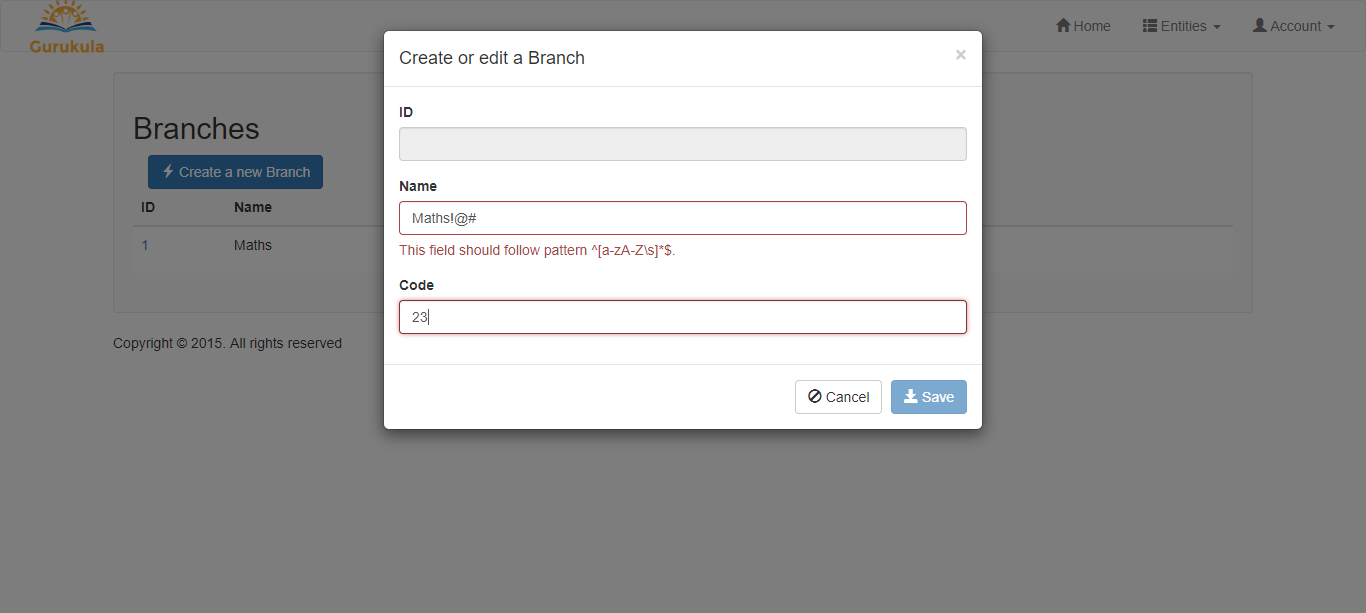 Gurukula
Home Entities Account
Create or edit a Branch ×
ID
Branches
Create a new Branch
Name
Maths!@#
ID Name
This field should follow pattern ^[a-zA-Z\s]*$.
1 Maths
Code
23
Copyright © 2015. All rights reserved
Cancel Save